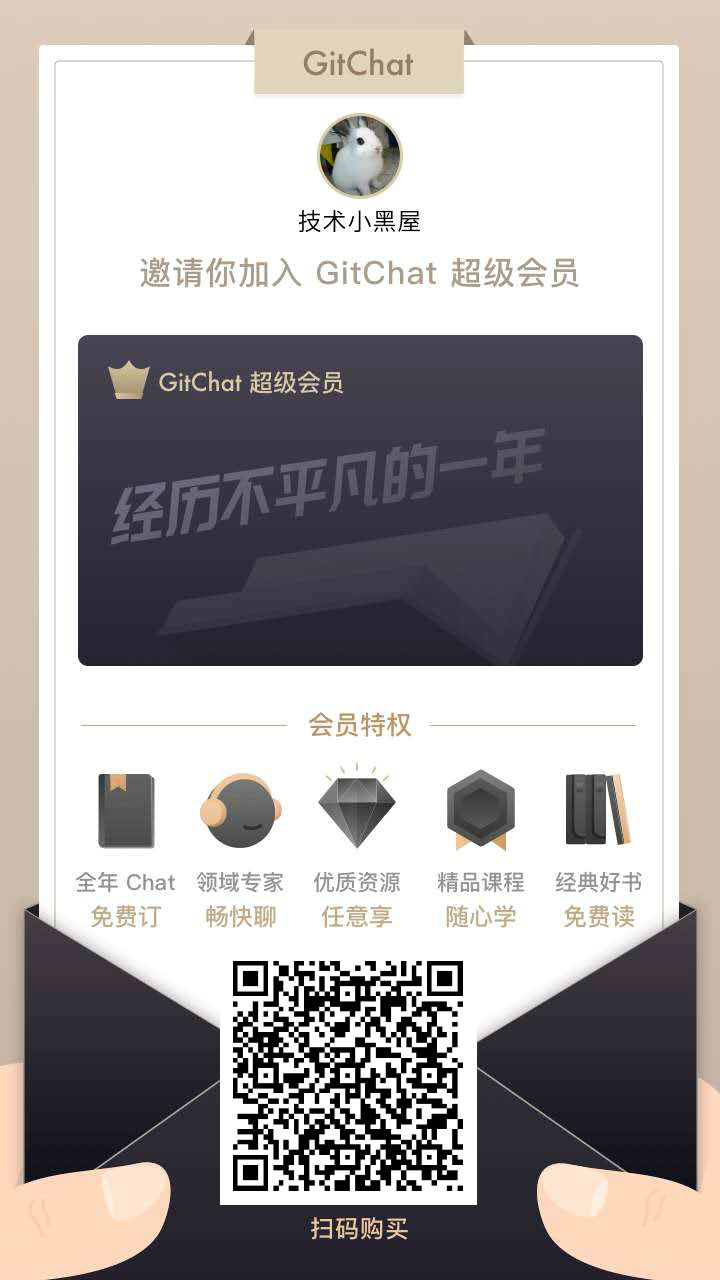 GitChat
技术小黑屋
邀请你加入 GitChat 超级会员
GitChat 超级会员
经历不平凡的一年
会员特权
全年 Chat 领域专家 优质资源 精品课程 经典好书
免费订 畅快聊 任意享 随心学 免费读
扫码购买